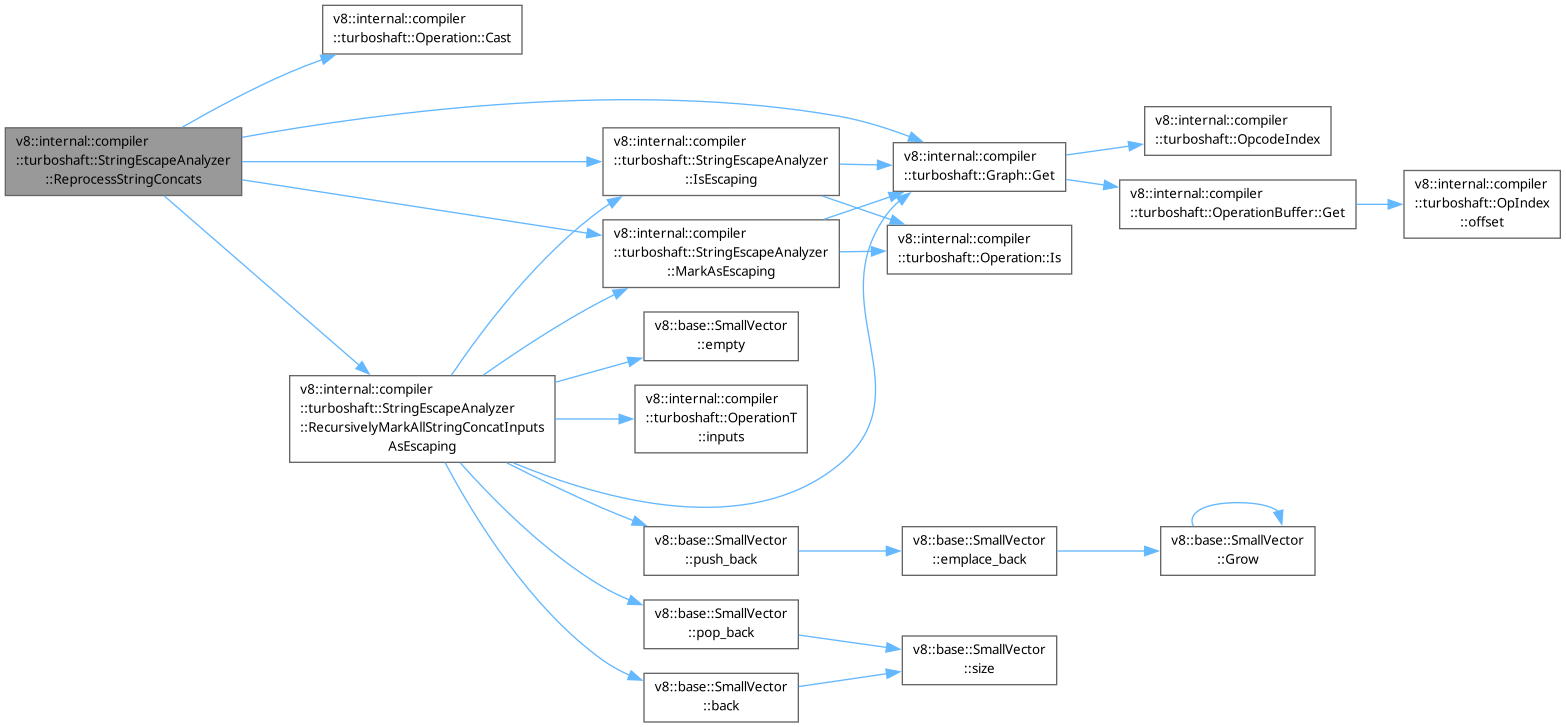 v8::internal::compiler
::turboshaft::Operation::Cast
v8::internal::compiler
::turboshaft::StringEscapeAnalyzer
::ReprocessStringConcats
v8::internal::compiler
::turboshaft::StringEscapeAnalyzer
::IsEscaping
v8::internal::compiler
::turboshaft::Graph::Get
v8::internal::compiler
::turboshaft::OpcodeIndex
v8::internal::compiler
::turboshaft::OperationBuffer::Get
v8::internal::compiler
::turboshaft::OpIndex
::offset
v8::internal::compiler
::turboshaft::StringEscapeAnalyzer
::MarkAsEscaping
v8::internal::compiler
::turboshaft::Operation::Is
v8::base::SmallVector
::empty
v8::internal::compiler
::turboshaft::StringEscapeAnalyzer
::RecursivelyMarkAllStringConcatInputs
AsEscaping
v8::internal::compiler
::turboshaft::OperationT
::inputs
v8::base::SmallVector
::push_back
v8::base::SmallVector
::emplace_back
v8::base::SmallVector
::Grow
v8::base::SmallVector
::pop_back
v8::base::SmallVector
::size
v8::base::SmallVector
::back